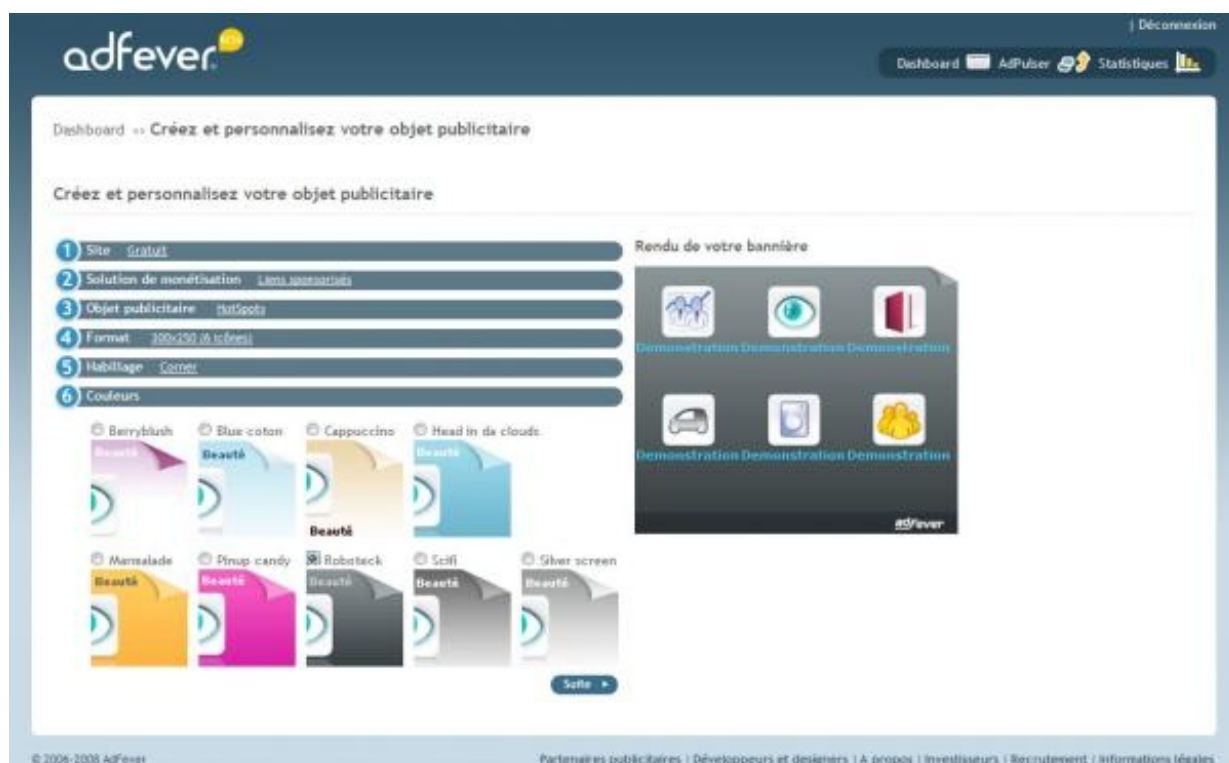 adfever BETA
| Déconnexion
Dashboard AdPulser Statistiques
Dashboard »» Créez et personnalisez votre objet publicitaire
Créez et personnalisez votre objet publicitaire
1 Site Gratuit
2 Solution de monétisation Liens sponsorisés
3 Objet publicitaire HotSpots
4 Format 300x250 (6 icônes)
5 Habillage Corner
6 Couleurs
Berryblush Blue coton Cappuccino Head in da clouds
Beauté Beauté Beauté Beauté
Marmalade Pinup candy Roboteck Scifi Silver screen
Beauté Beauté Beauté Beauté Beauté
Suite
Rendu de votre bannière
Demonstration Demonstration Demonstration
Demonstration Demonstration Demonstration
adfever
© 2006-2008 AdFever
Partenaires publicitaires | Développeurs et designers | A propos | Investisseurs | Recrutement | Informations légales